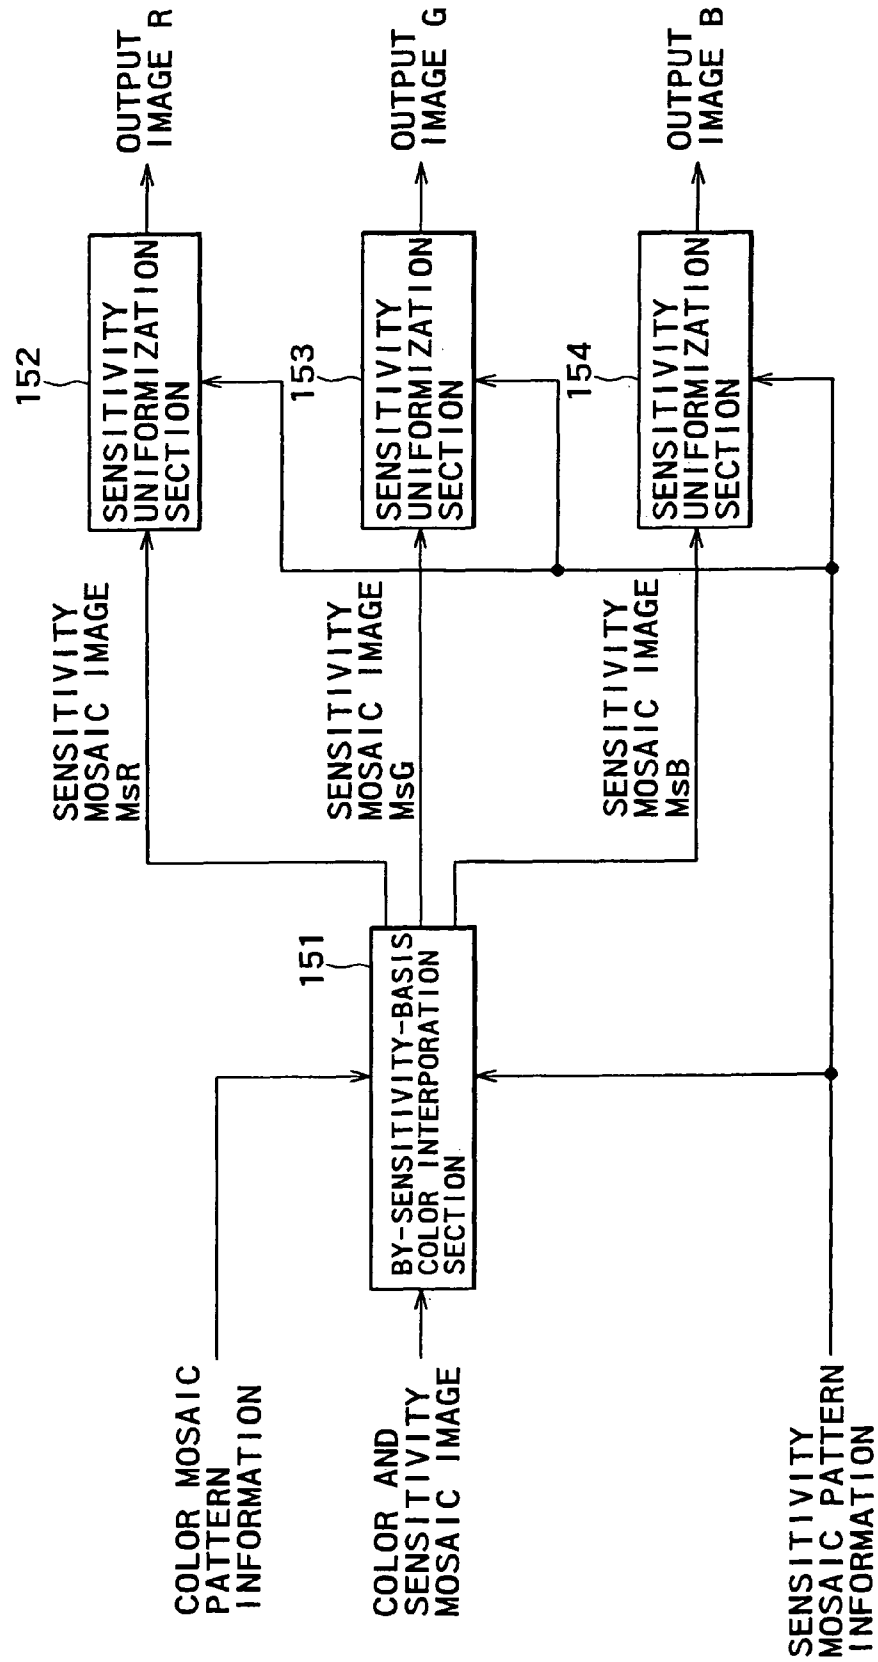 COLOR MOSAIC
PATTERN
INFORMATION
COLOR AND
SENSITIVITY
MOSAIC IMAGE
SENSITIVITY
MOSAIC PATTERN
INFORMATION
151
BY-SENSITIVITY-BASIS
COLOR INTERPORATION
SECTION
SENSITIVITY
MOSAIC IMAGE
MsR
SENSITIVITY
MOSAIC IMAGE
MsG
SENSITIVITY
MOSAIC IMAGE
MsB
152
SENSITIVITY
UNIFORMIZATION
SECTION
153
SENSITIVITY
UNIFORMIZATION
SECTION
154
SENSITIVITY
UNIFORMIZATION
SECTION
OUTPUT
IMAGE R
OUTPUT
IMAGE G
OUTPUT
IMAGE B